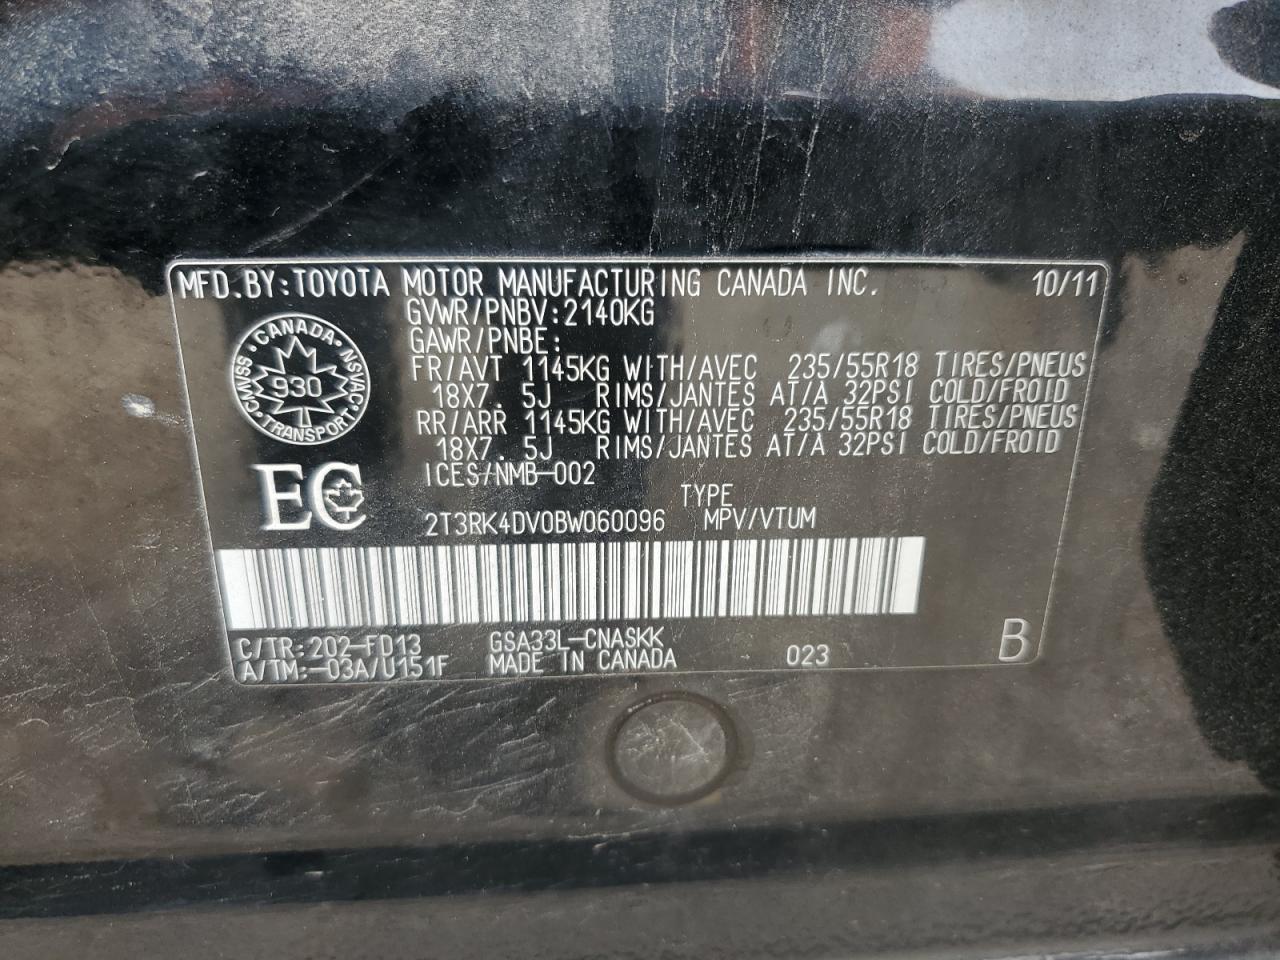 MFD.BY:TOYOTA MOTOR MANUFACTURING CANADA INC. 10/11
GVWR/PNBV:2140KG
GAWR/PNBE:
FR/AVT 1145KG WITH/AVEC 235/55R18 TIRES/PNEUS
18X7.5J RIMS/JANTES AT/A 32PSI COLD/FROID
RR/ARR 1145KG WITH/AVEC 235/55R18 TIRES/PNEUS
18X7.5J RIMS/JANTES AT/A 32PSI COLD/FROID
ICES/NMB-002
CANADA
CMVSS
NSVAC
930
TRANSPORT
EC
TYPE
2T3RK4DV0BW060096 MPV/VTUM
C/TR:202-FD13 GSA33L-CNASKK
A/TM:-03A/U151F MADE IN CANADA 023 B